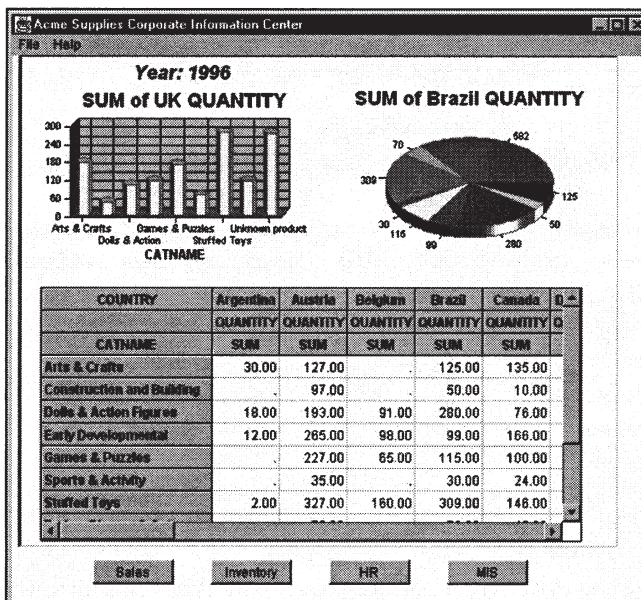 Acme Supplies Corporate Information Center
File Help
Year: 1996
SUM of UK QUANTITY
300
240
180
120
60
0
Arts & Crafts Games & Puzzles Unknown product
Dolls & Action Stuffed Toys
CATNAME
SUM of Brazil QUANTITY
70 682
309 125
30 50
116 99 280
COUNTRY Argentina Austria Belgium Brazil Canada D
QUANTITY QUANTITY QUANTITY QUANTITY QUANTITY Q
CATNAME SUM SUM SUM SUM SUM
Arts & Crafts 30.00 127.00 . 125.00 135.00
Construction and Building . 97.00 . 50.00 10.00
Dolls & Action Figures 18.00 193.00 91.00 280.00 76.00
Early Developmental 12.00 265.00 98.00 99.00 166.00
Games & Puzzles . 227.00 65.00 115.00 100.00
Sports & Activity . 35.00 . 30.00 24.00
Stuffed Toys 2.00 327.00 160.00 309.00 146.00
Sales Inventory HR MIS